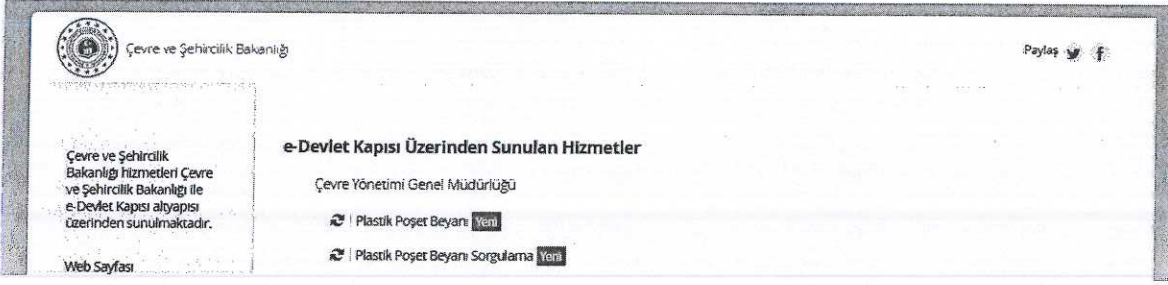 Çevre ve Şehircilik Bakanlığı
Paylaş
Çevre ve Şehircilik
Bakanlığı hizmetleri Çevre
ve Şehircilik Bakanlığı ile
e-Devlet Kapısı altyapısı
üzerinden sunulmaktadır.
Web Sayfası
e-Devlet Kapısı Üzerinden Sunulan Hizmetler
Çevre Yönetimi Genel Müdürlüğü
Plastik Poşet Beyanı Yeni
Plastik Poşet Beyanı Sorgulama Yeni